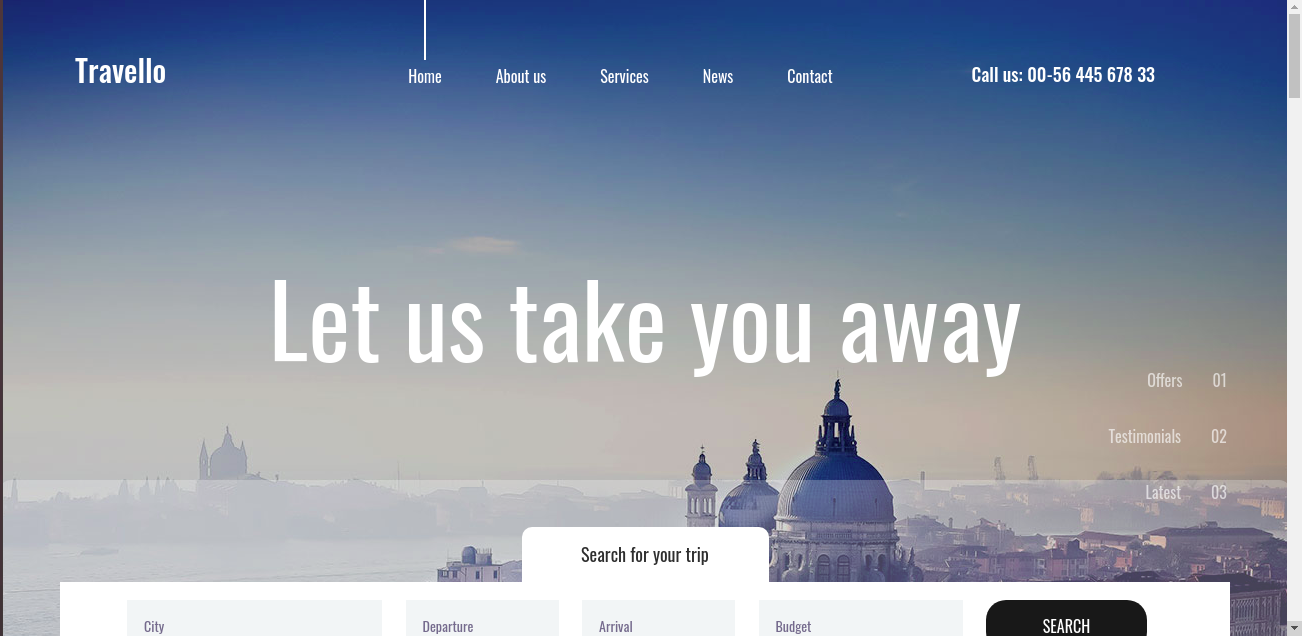 Travello
Home About us Services News Contact
Call us: 00-56 445 678 33
Let us take you away
Offers 01
Testimonials 02
Latest 03
Search for your trip
City Departure Arrival Budget SEARCH